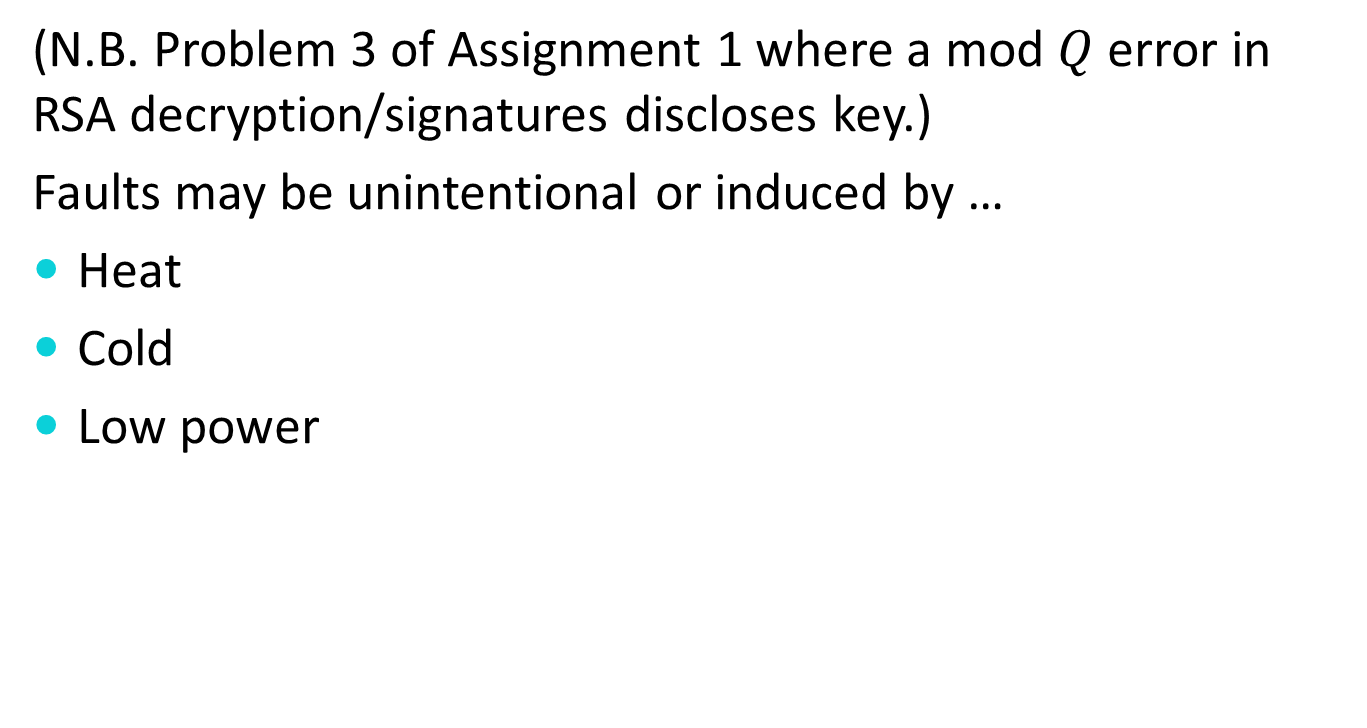 (N.B. Problem 3 of Assignment 1 where a mod Q error in
RSA decryption/signatures discloses key.)
Faults may be unintentional or induced by …
• Heat
• Cold
• Low power